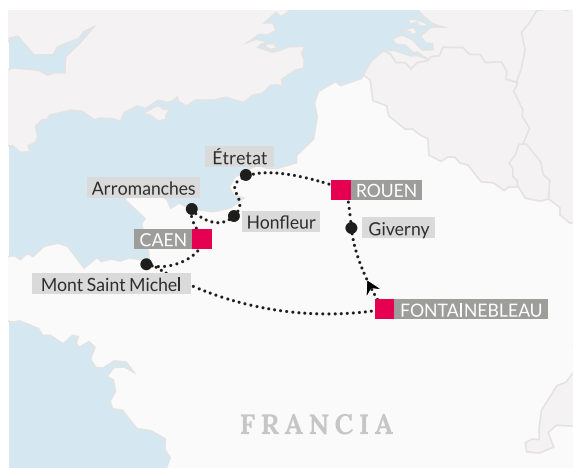 Étretat
Arromanches
ROUEN
Honfleur
Giverny
CAEN
Mont Saint Michel
FONTAINEBLEAU
FRANCIA